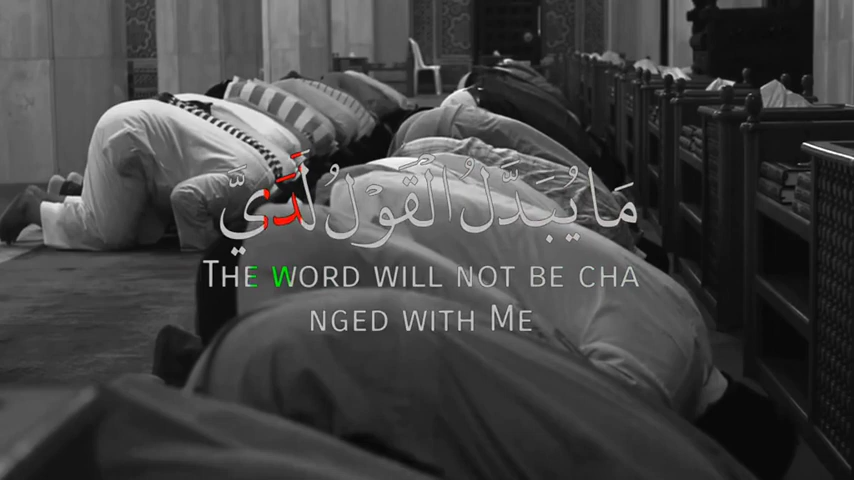 مَا يُبَدَّلُ الْقَوْلُ لَدَيَّ
The word will not be cha
nged with Me